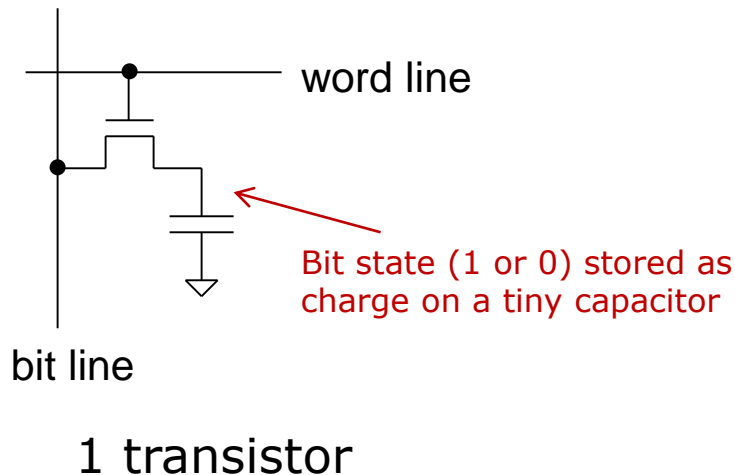 word line
Bit state (1 or 0) stored as
charge on a tiny capacitor
bit line
1 transistor